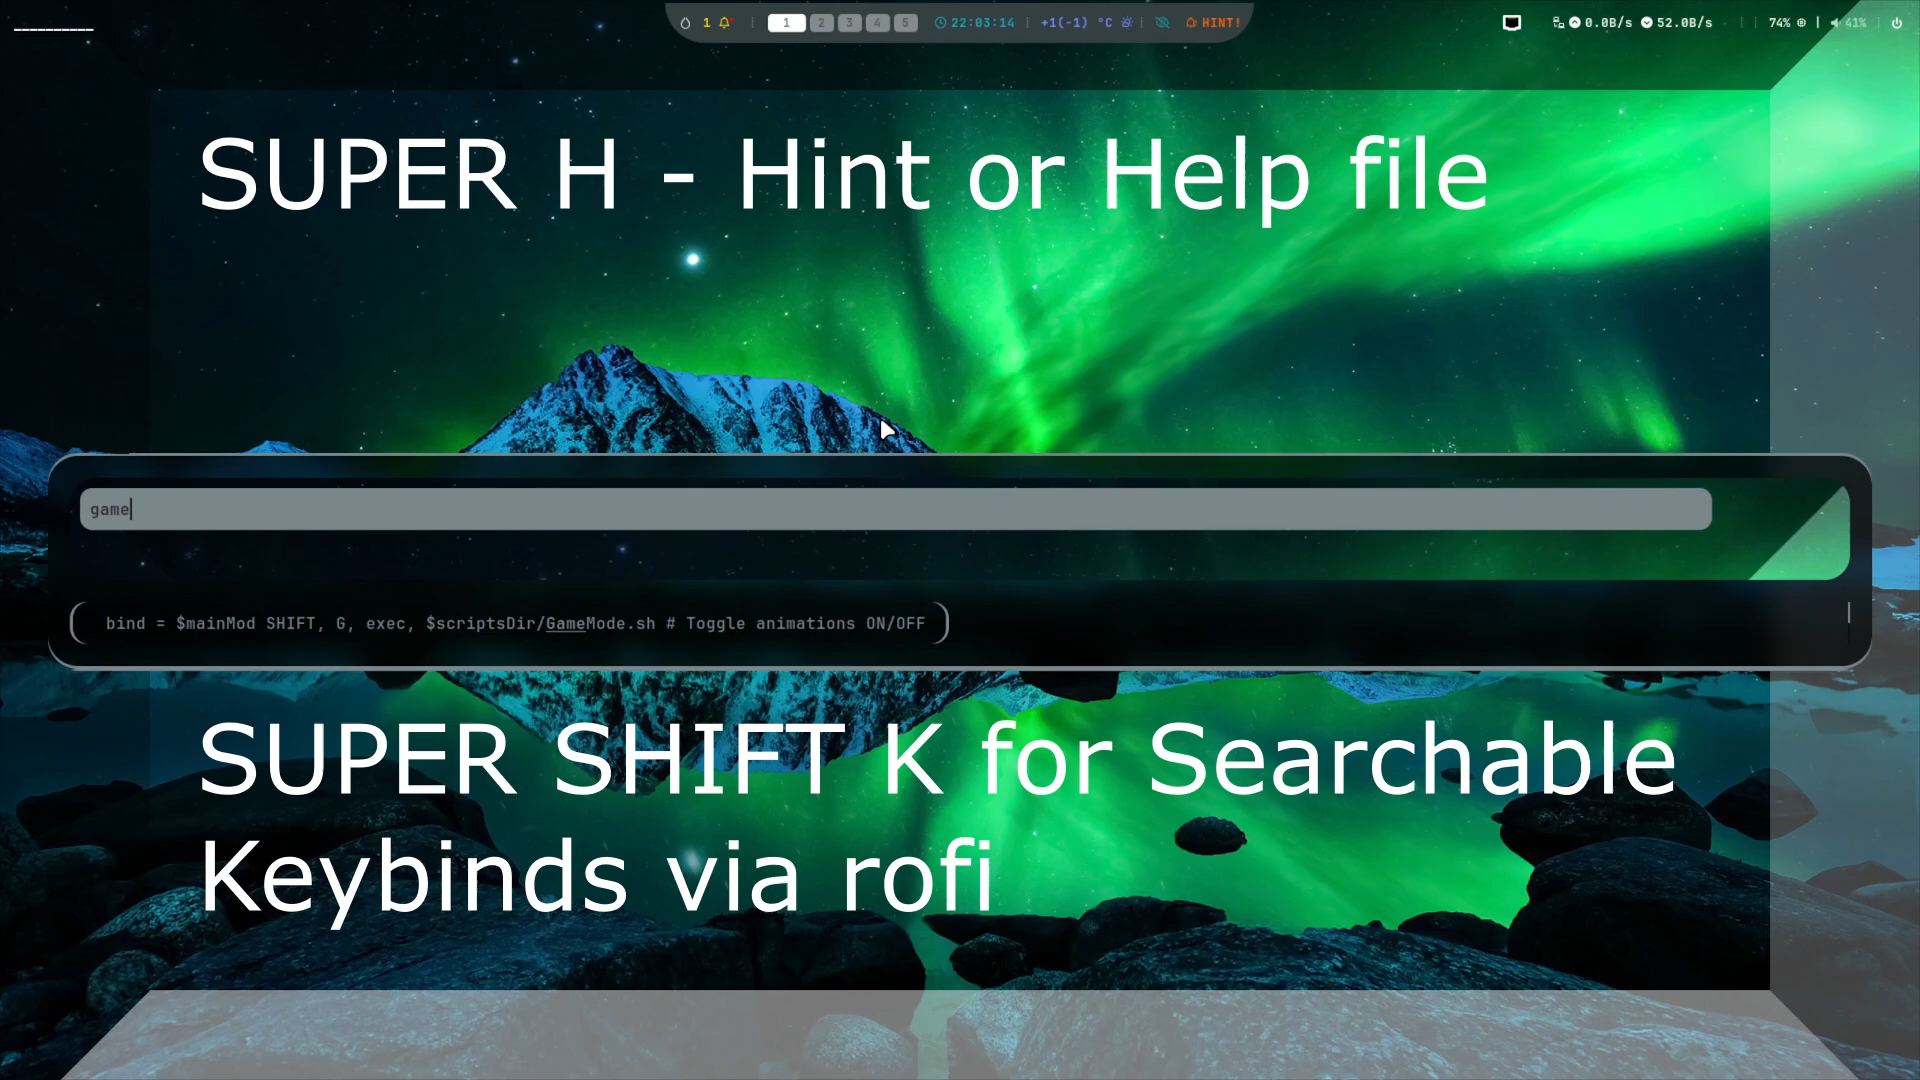 1 1 2 3 4 5 22:03:14 +1(-1) °C HINT! 0.0B/s 52.0B/s 74% 41%
SUPER H - Hint or Help file
game
bind = $mainMod SHIFT, G, exec, $scriptsDir/GameMode.sh # Toggle animations ON/OFF
SUPER SHIFT K for Searchable
Keybinds via rofi